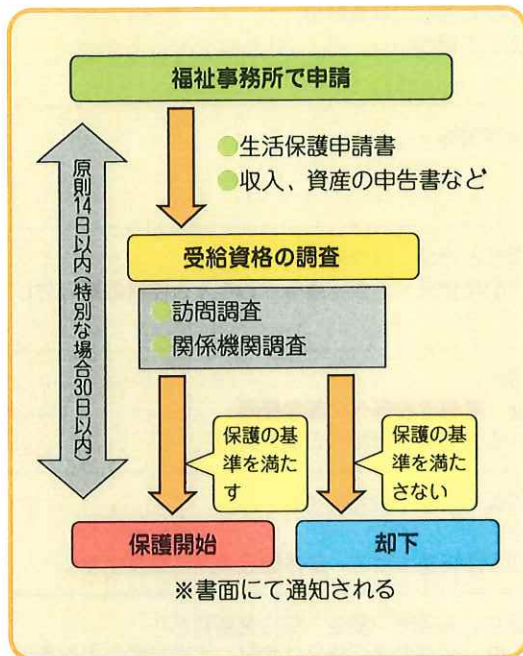 福祉事務所で申請
●生活保護申請書
●収入、資産の申告書など
原則14日以内(特別な場合30日以内)
受給資格の調査
●訪問調査
●関係機関調査
保護の基
準を満た
す
保護の基
準を満た
さない
保護開始
却下
※書面にて通知される